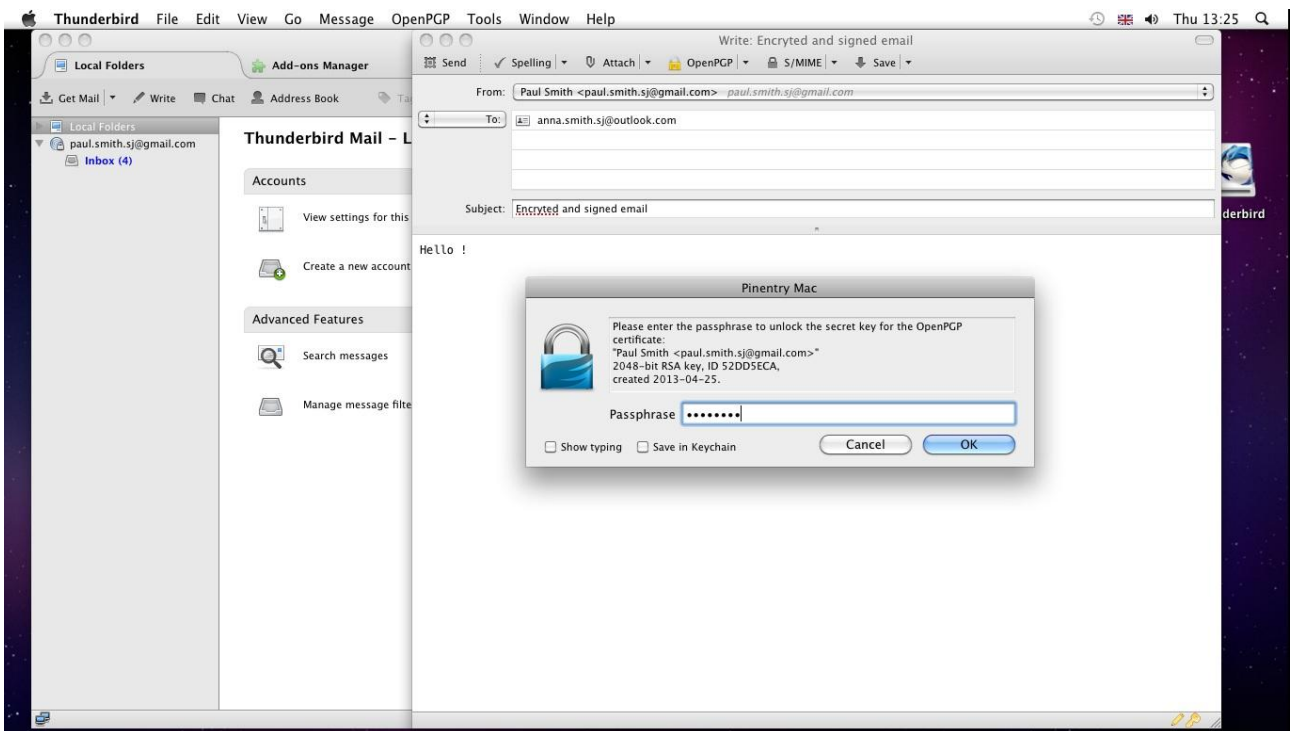 Thunderbird File Edit View Go Message OpenPGP Tools Window Help Thu 13:25
Local Folders Add-ons Manager
Get Mail Write Chat Address Book
Local Folders
paul.smith.sj@gmail.com
Inbox (4)
Thunderbird Mail – L
Accounts
View settings for this
Create a new account
Advanced Features
Search messages
Manage message filte
Write: Encryted and signed email
Send Spelling Attach OpenPGP S/MIME Save
From: Paul Smith <paul.smith.sj@gmail.com> paul.smith.sj@gmail.com
To: anna.smith.sj@outlook.com
Subject: Encryted and signed email
Hello !
Pinentry Mac
Please enter the passphrase to unlock the secret key for the OpenPGP
certificate:
"Paul Smith <paul.smith.sj@gmail.com>"
2048-bit RSA key, ID 52DD5ECA,
created 2013-04-25.
Passphrase ••••••••
Show typing Save in Keychain Cancel OK
derbird